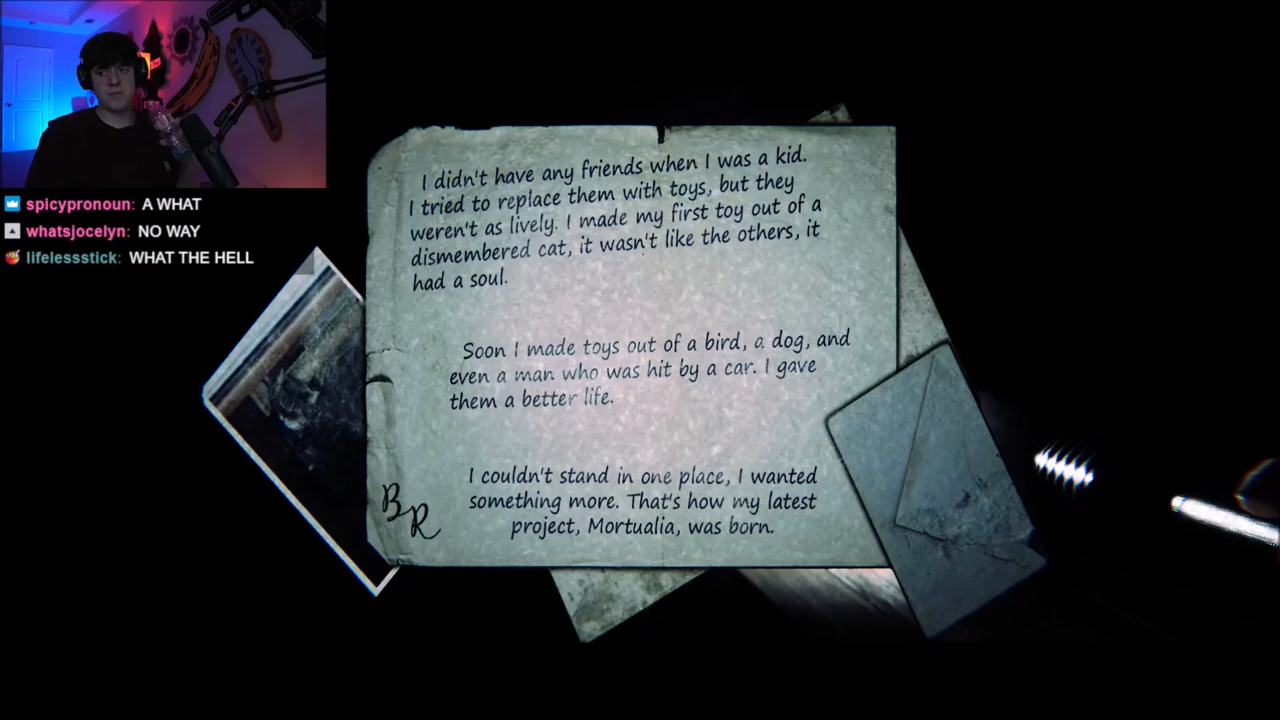 spicypronoun: A WHAT
whatsjocelyn: NO WAY
lifelessstick: WHAT THE HELL
I didn't have any friends when I was a kid.
I tried to replace them with toys, but they
weren't as lively. I made my first toy out of a
dismembered cat, it wasn't like the others, it
had a soul.
Soon I made toys out of a bird, a dog, and
even a man who was hit by a car. I gave
them a better life.
I couldn't stand in one place, I wanted
something more. That's how my latest
project, Mortualia, was born.
BR